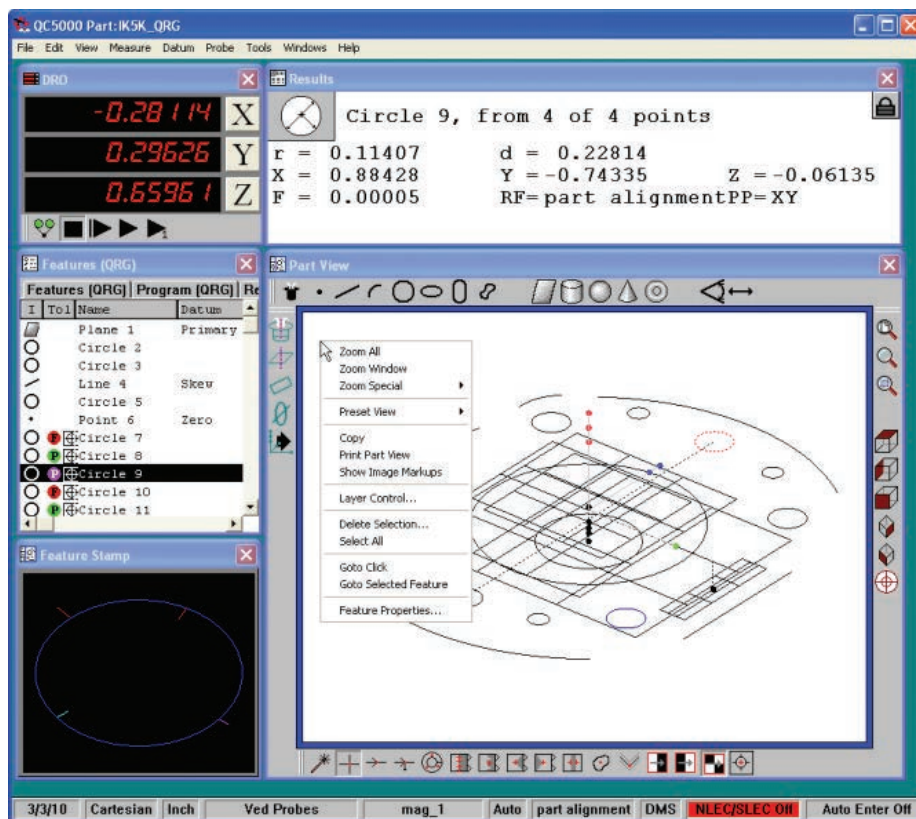 QC5000 Part:IK5K_QRG
File Edit View Measure Datum Probe Tools Windows Help
DRO
-0.28114 X
0.29626 Y
0.65961 Z
1
Results
Circle 9, from 4 of 4 points
r = 0.11407 d = 0.22814
X = 0.88428 Y =-0.74335 Z =-0.06135
F = 0.00005 RF=part alignmentPP=XY
Features (QRG)
Features [QRG] Program [QRG] Re
I Tol Name Datum
Plane 1 Primary
Circle 2
Circle 3
Line 4 Skew
Circle 5
Point 6 Zero
F Circle 7
P Circle 8
P Circle 9
F Circle 10
P Circle 11
Feature Stamp
Part View
Zoom All
Zoom Window
Zoom Special
Preset View
Copy
Print Part View
Show Image Markups
Layer Control...
Delete Selection...
Select All
Goto Click
Goto Selected Feature
Feature Properties...
3/3/10 Cartesian Inch Ved Probes mag_1 Auto part alignment DMS NLEC/SLEC Off Auto Enter Off